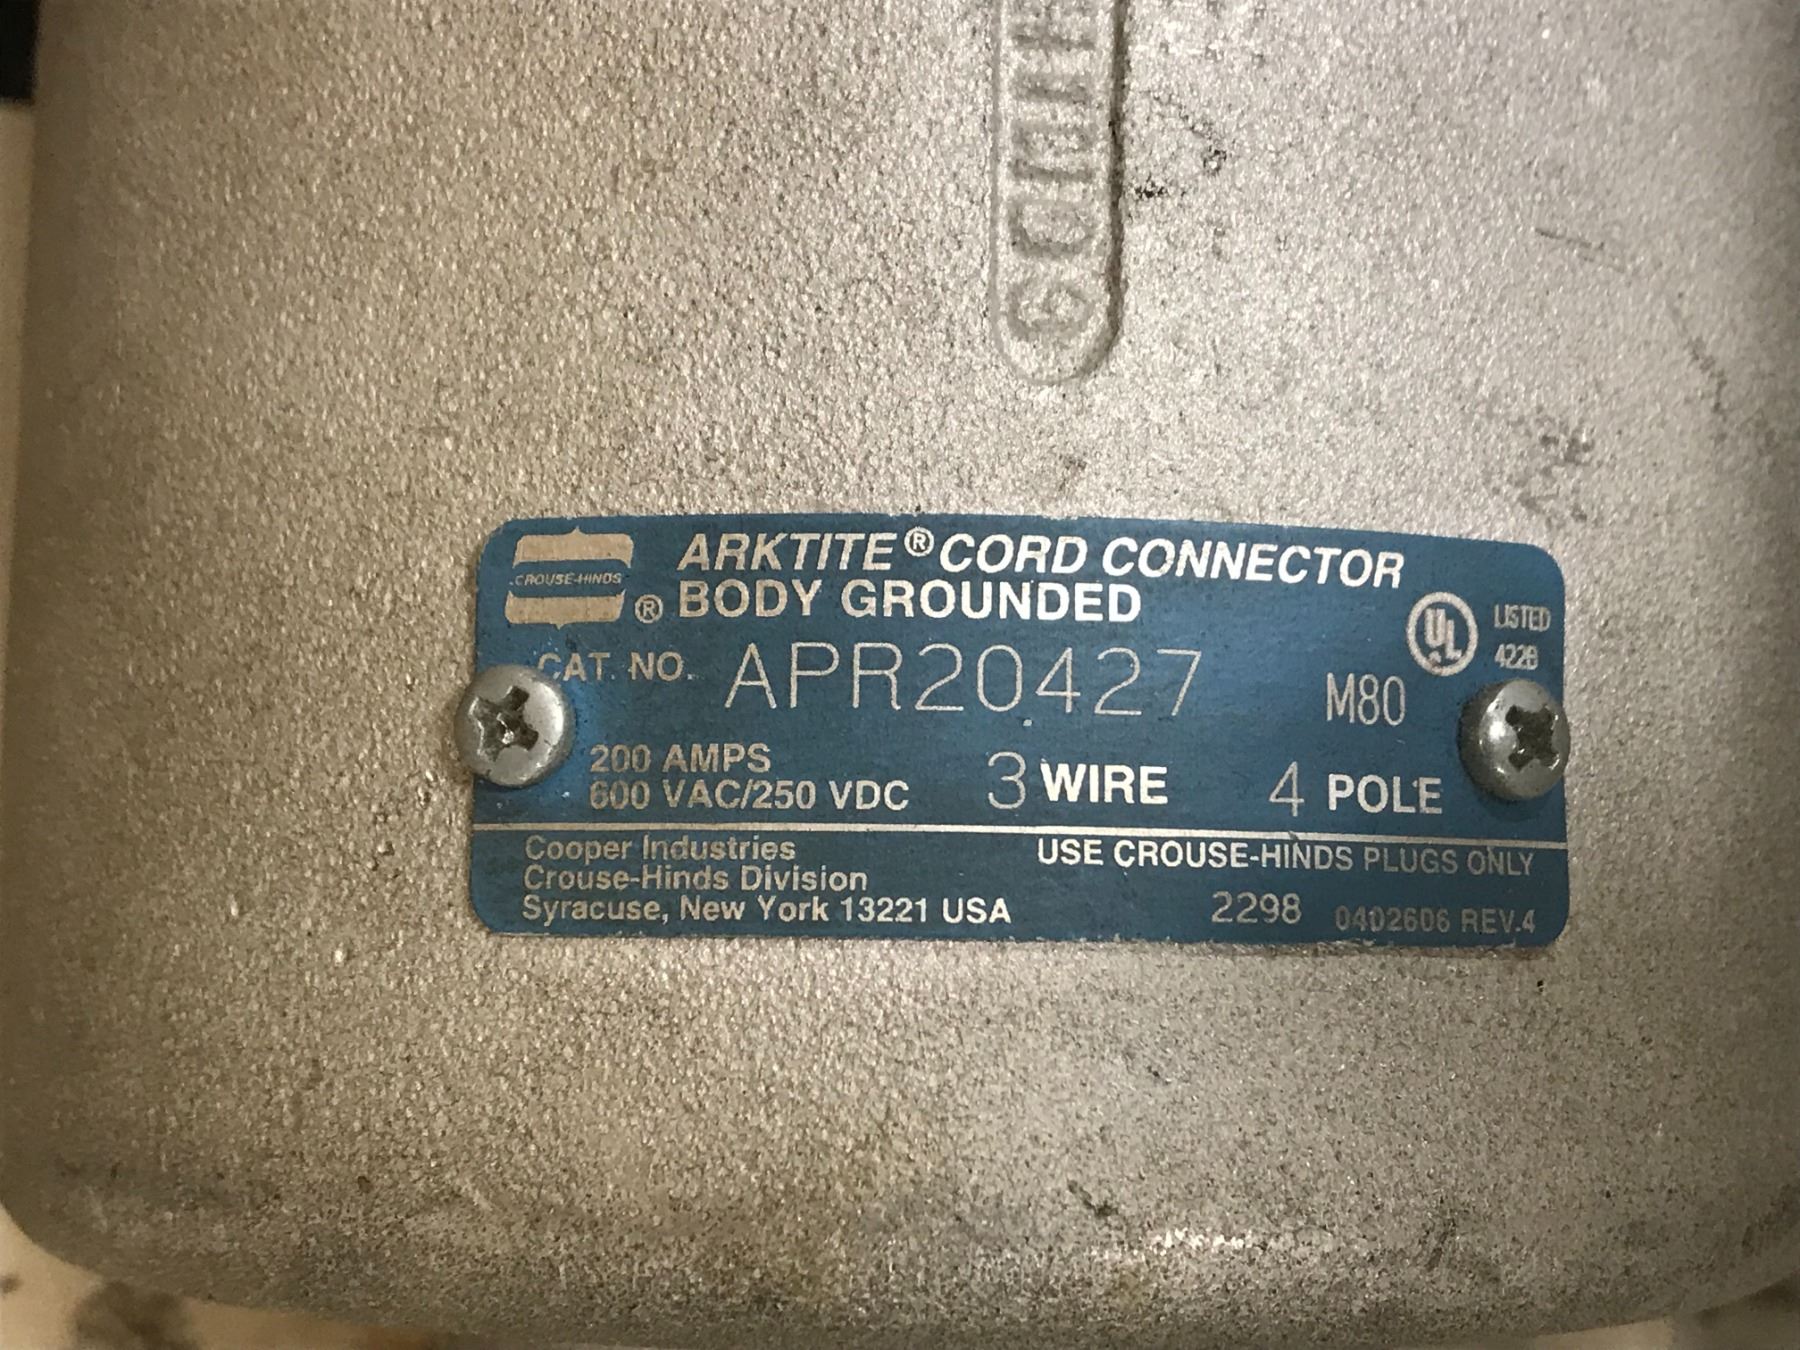 ARKTITE® CORD CONNECTOR
CROUSE-HINDS ®
BODY GROUNDED
UL LISTED
422B
CAT. NO. APR20427 M80
200 AMPS
600 VAC/250 VDC 3 WIRE 4 POLE
Cooper Industries
Crouse-Hinds Division
Syracuse, New York 13221 USA
USE CROUSE-HINDS PLUGS ONLY
2298 0402606 REV.4